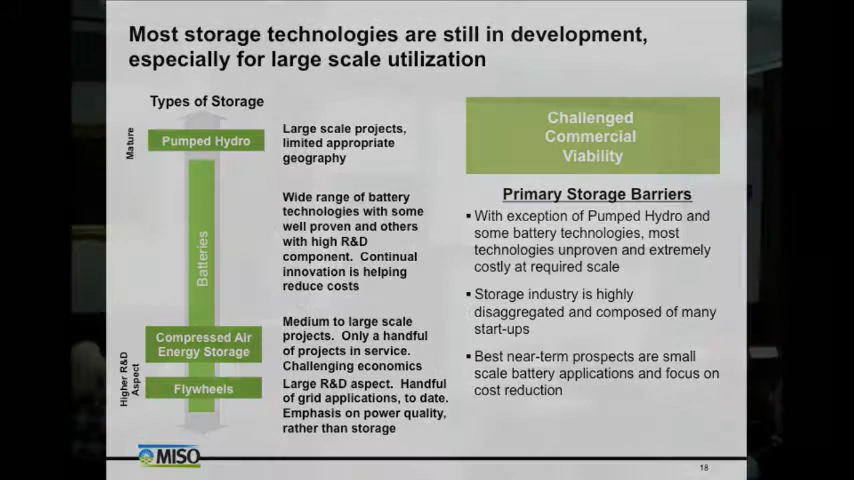 Most storage technologies are still in development,
especially for large scale utilization
Types of Storage
Mature
Pumped Hydro
Large scale projects,
limited appropriate
geography
Batteries
Wide range of battery
technologies with some
well proven and others
with high R&D
component. Continual
innovation is helping
reduce costs
Compressed Air
Energy Storage
Medium to large scale
projects. Only a handful
of projects in service.
Challenging economics
Higher R&D
Aspect
Flywheels
Large R&D aspect. Handful
of grid applications, to date.
Emphasis on power quality,
rather than storage
Challenged
Commercial
Viability
Primary Storage Barriers
▪ With exception of Pumped Hydro and
some battery technologies, most
technologies unproven and extremely
costly at required scale
▪ Storage industry is highly
disaggregated and composed of many
start-ups
▪ Best near-term prospects are small
scale battery applications and focus on
cost reduction
MISO
18